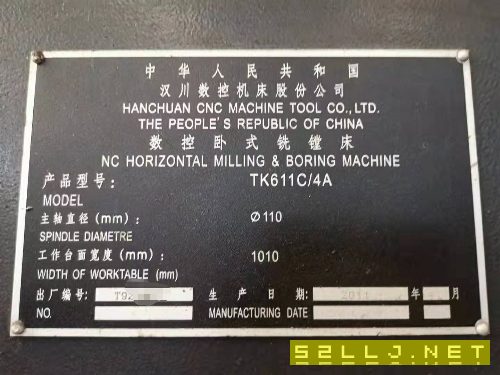 中华人民共和国
汉川数控机床股份公司
HANCHUAN CNC MACHINE TOOL CO.,LTD.
THE PEOPLE'S REPUBLIC OF CHINA
数控卧式铣镗床
NC HORIZONTAL MILLING & BORING MACHINE
产品型号： TK611C/4A
MODEL
主轴直径(mm)： Ø110
SPINDLE DIAMETRE
工作台面宽度(mm)： 1010
WIDTH OF WORKTABLE (mm)
出厂编号： 生产日期： 2011 年 月
NO. MANUFACTURING DATE
52LLJ.NET